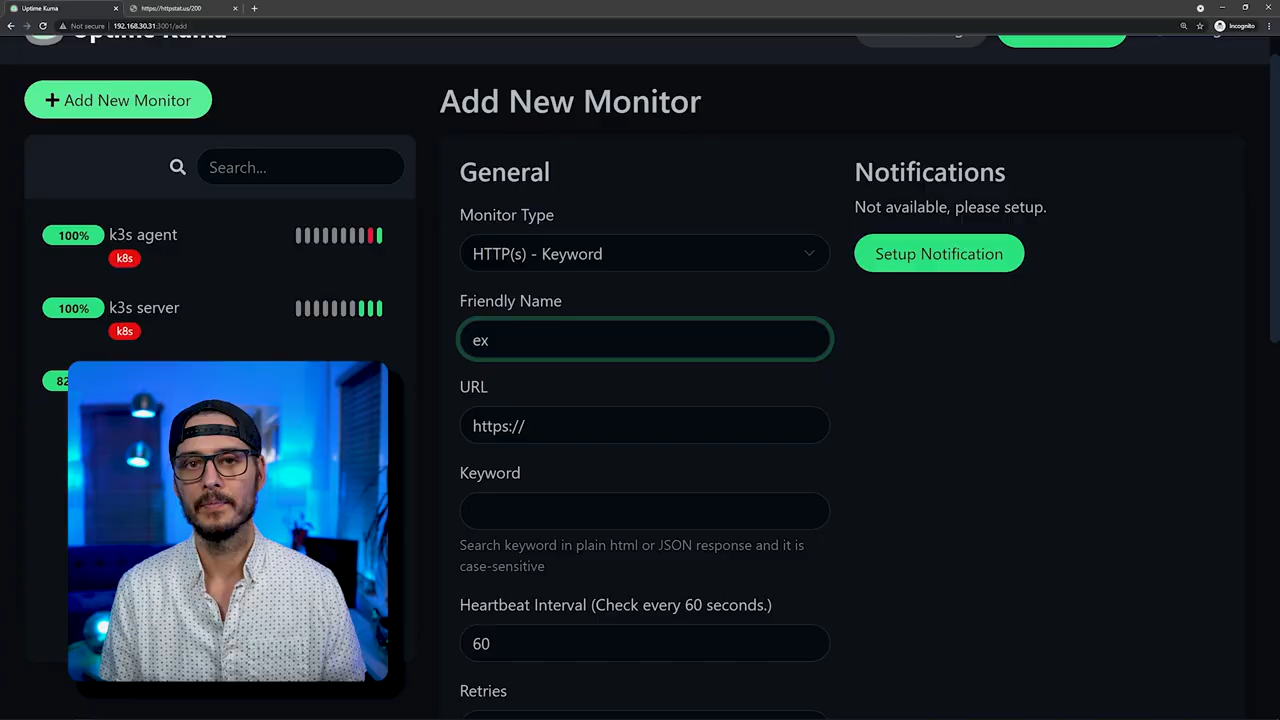 Uptime Kuma
https://httpstat.us/200
Not secure
192.168.30.31:3001/add
Incognito
Uptime Kuma
Add New Monitor
Search...
100%
k3s agent
k8s
100%
k3s server
k8s
82
Add New Monitor
General
Monitor Type
HTTP(s) - Keyword
Friendly Name
ex
URL
https://
Keyword
Search keyword in plain html or JSON response and it is
case-sensitive
Heartbeat Interval (Check every 60 seconds.)
60
Retries
Notifications
Not available, please setup.
Setup Notification